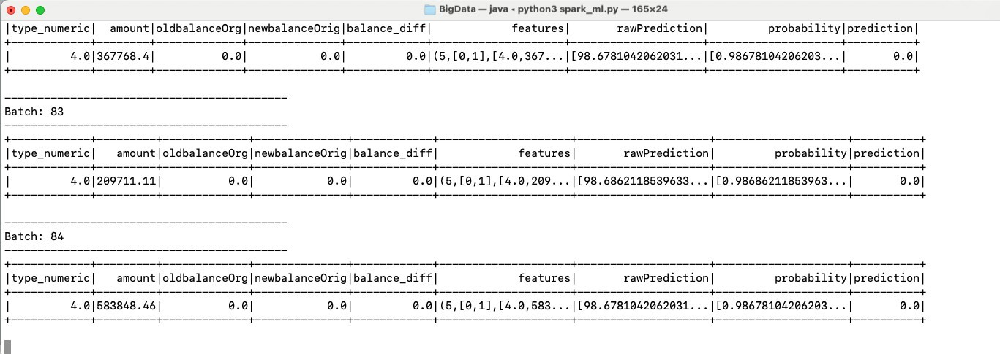 BigData — java ◂ python3 spark_ml.py — 165×24
|type_numeric|  amount|oldbalanceOrg|newbalanceOrig|balance_diff|            features|       rawPrediction|         probability|prediction|
+------------+--------+-------------+--------------+------------+--------------------+--------------------+--------------------+----------+
|         4.0|367768.4|          0.0|           0.0|         0.0|(5,[0,1],[4.0,367...|[98.6781042062031...|[0.98678104206203...|       0.0|
+------------+--------+-------------+--------------+------------+--------------------+--------------------+--------------------+----------+
-------------------------------------------
Batch: 83
-------------------------------------------
+------------+---------+-------------+--------------+------------+--------------------+--------------------+--------------------+----------+
|type_numeric|   amount|oldbalanceOrg|newbalanceOrig|balance_diff|            features|       rawPrediction|         probability|prediction|
+------------+---------+-------------+--------------+------------+--------------------+--------------------+--------------------+----------+
|         4.0|209711.11|          0.0|           0.0|         0.0|(5,[0,1],[4.0,209...|[98.6862118539633...|[0.98686211853963...|       0.0|
+------------+---------+-------------+--------------+------------+--------------------+--------------------+--------------------+----------+
-------------------------------------------
Batch: 84
-------------------------------------------
+------------+---------+-------------+--------------+------------+--------------------+--------------------+--------------------+----------+
|type_numeric|   amount|oldbalanceOrg|newbalanceOrig|balance_diff|            features|       rawPrediction|         probability|prediction|
+------------+---------+-------------+--------------+------------+--------------------+--------------------+--------------------+----------+
|         4.0|583848.46|          0.0|           0.0|         0.0|(5,[0,1],[4.0,583...|[98.6781042062031...|[0.98678104206203...|       0.0|
+------------+---------+-------------+--------------+------------+--------------------+--------------------+--------------------+----------+